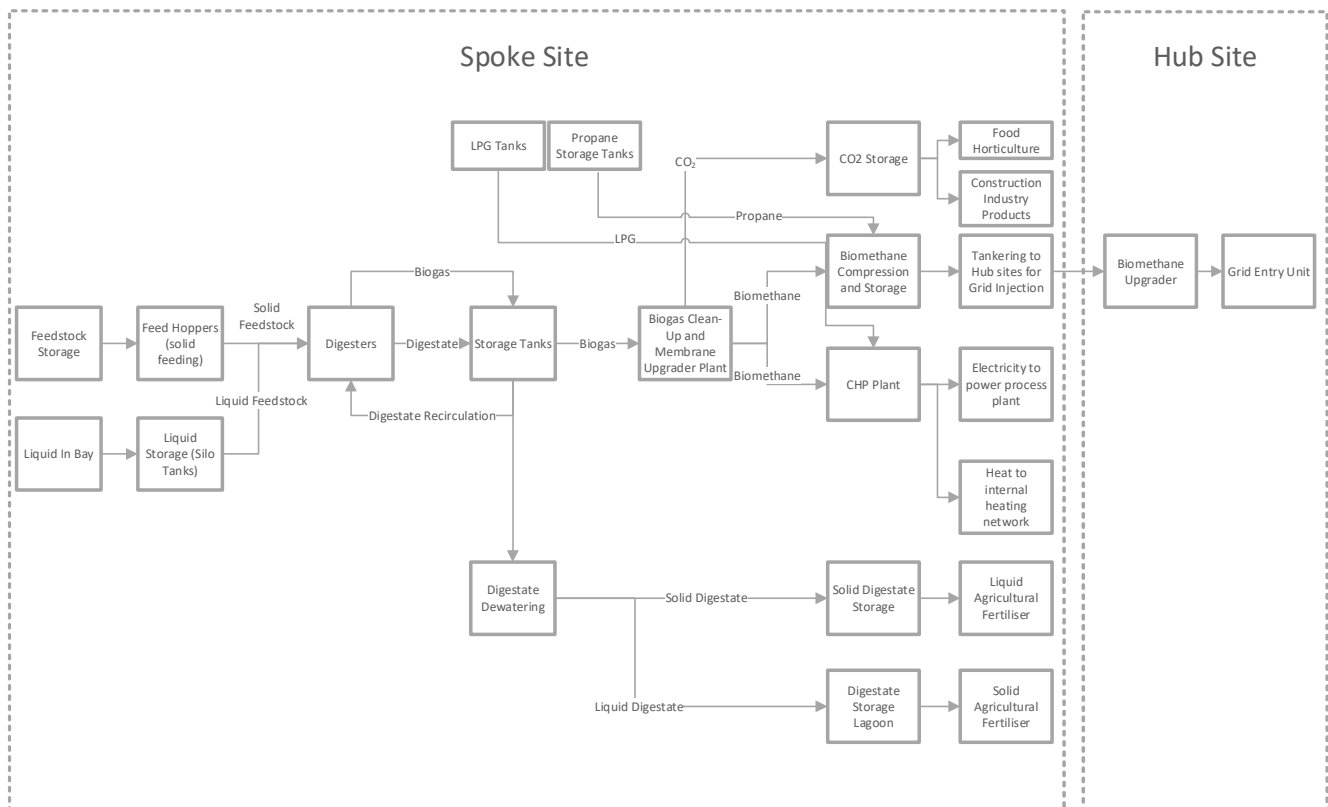 Spoke Site
Hub Site
LPG Tanks
Propane
Storage Tanks
CO₂
CO2 Storage
Food
Horticulture
Construction
Industry
Products
Propane
LPG
Biomethane
Compression
and Storage
Tankering to
Hub sites for
Grid Injection
Biomethane
Upgrader
Grid Entry Unit
Biogas
Biomethane
Solid
Feedstock
Feedstock
Storage
Feed Hoppers
(solid
feeding)
Digesters
Digestate
Storage Tanks
Biogas
Biogas Clean-
Up and
Membrane
Upgrader Plant
Biomethane
CHP Plant
Electricity to
power process
plant
Liquid Feedstock
Digestate Recirculation
Liquid In Bay
Liquid
Storage (Silo
Tanks)
Heat to
internal
heating
network
Digestate
Dewatering
Solid Digestate
Solid Digestate
Storage
Liquid
Agricultural
Fertiliser
Liquid Digestate
Digestate
Storage
Lagoon
Solid
Agricultural
Fertiliser